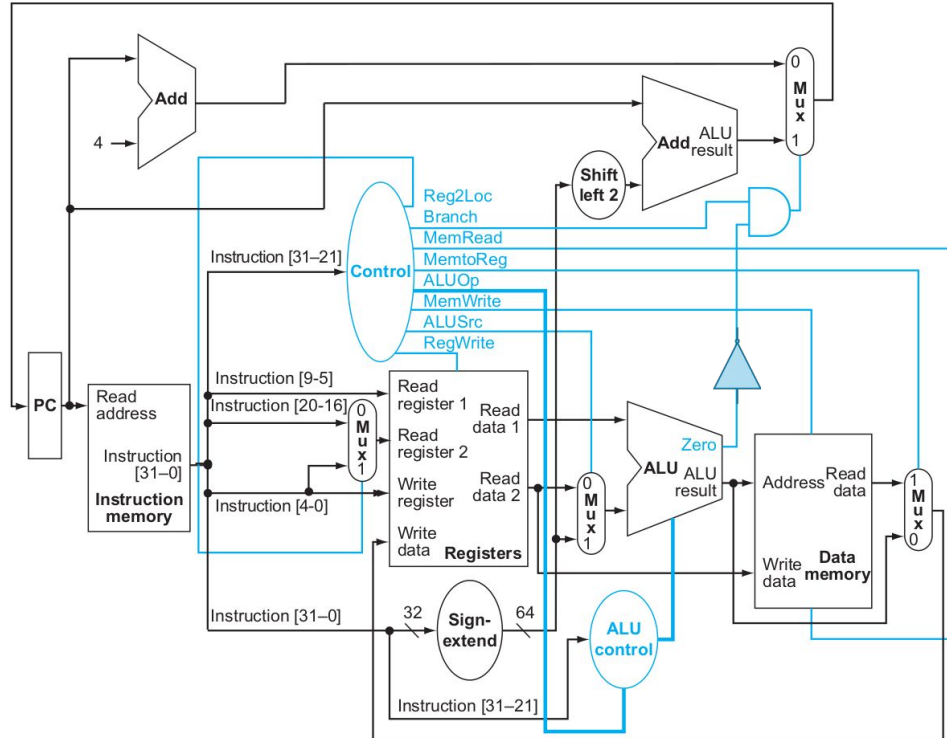 Add
4
0
Mux
1
Add
ALU
result
Shift
left 2
Reg2Loc
Branch
MemRead
MemtoReg
ALUOp
MemWrite
ALUSrc
RegWrite
Instruction [31–21]
Control
PC
Read
address
Instruction
[31–0]
Instruction
memory
Instruction [9-5]
Instruction [20-16]
Instruction [4-0]
0
Mux
1
Read
register 1
Read
register 2
Write
register
Write
data
Read
data 1
Read
data 2
Registers
0
Mux
1
Zero
ALU
ALU
result
Address
Read
data
Write
data
Data
memory
1
Mux
0
Instruction [31–0]
32
Sign-
extend
64
ALU
control
Instruction [31–21]